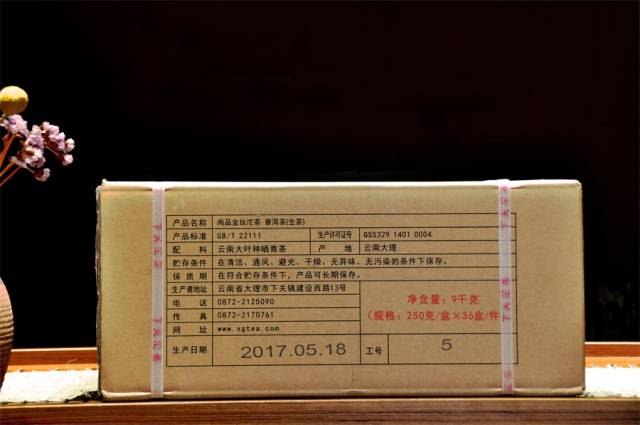 产品名称 尚品金丝沱茶 普洱茶(生茶)
产品标准 GB/T 22111 生产许可证号 QS5329 1401 0004
配料 云南大叶种晒青茶 产地 云南大理
贮存条件 在清洁、通风、避光、干燥、无异味、无污染的条件下保存。
保质期 在符合贮存条件下，产品可长期保存。
生产者地址 云南省大理市下关镇建设西路13号
电话 0872-2125090
传真 0872-2170761
网址 www.xgtea.com
净含量：9千克
（规格：250克/盒×36盒/件
生产日期 2017.05.18 工号 5